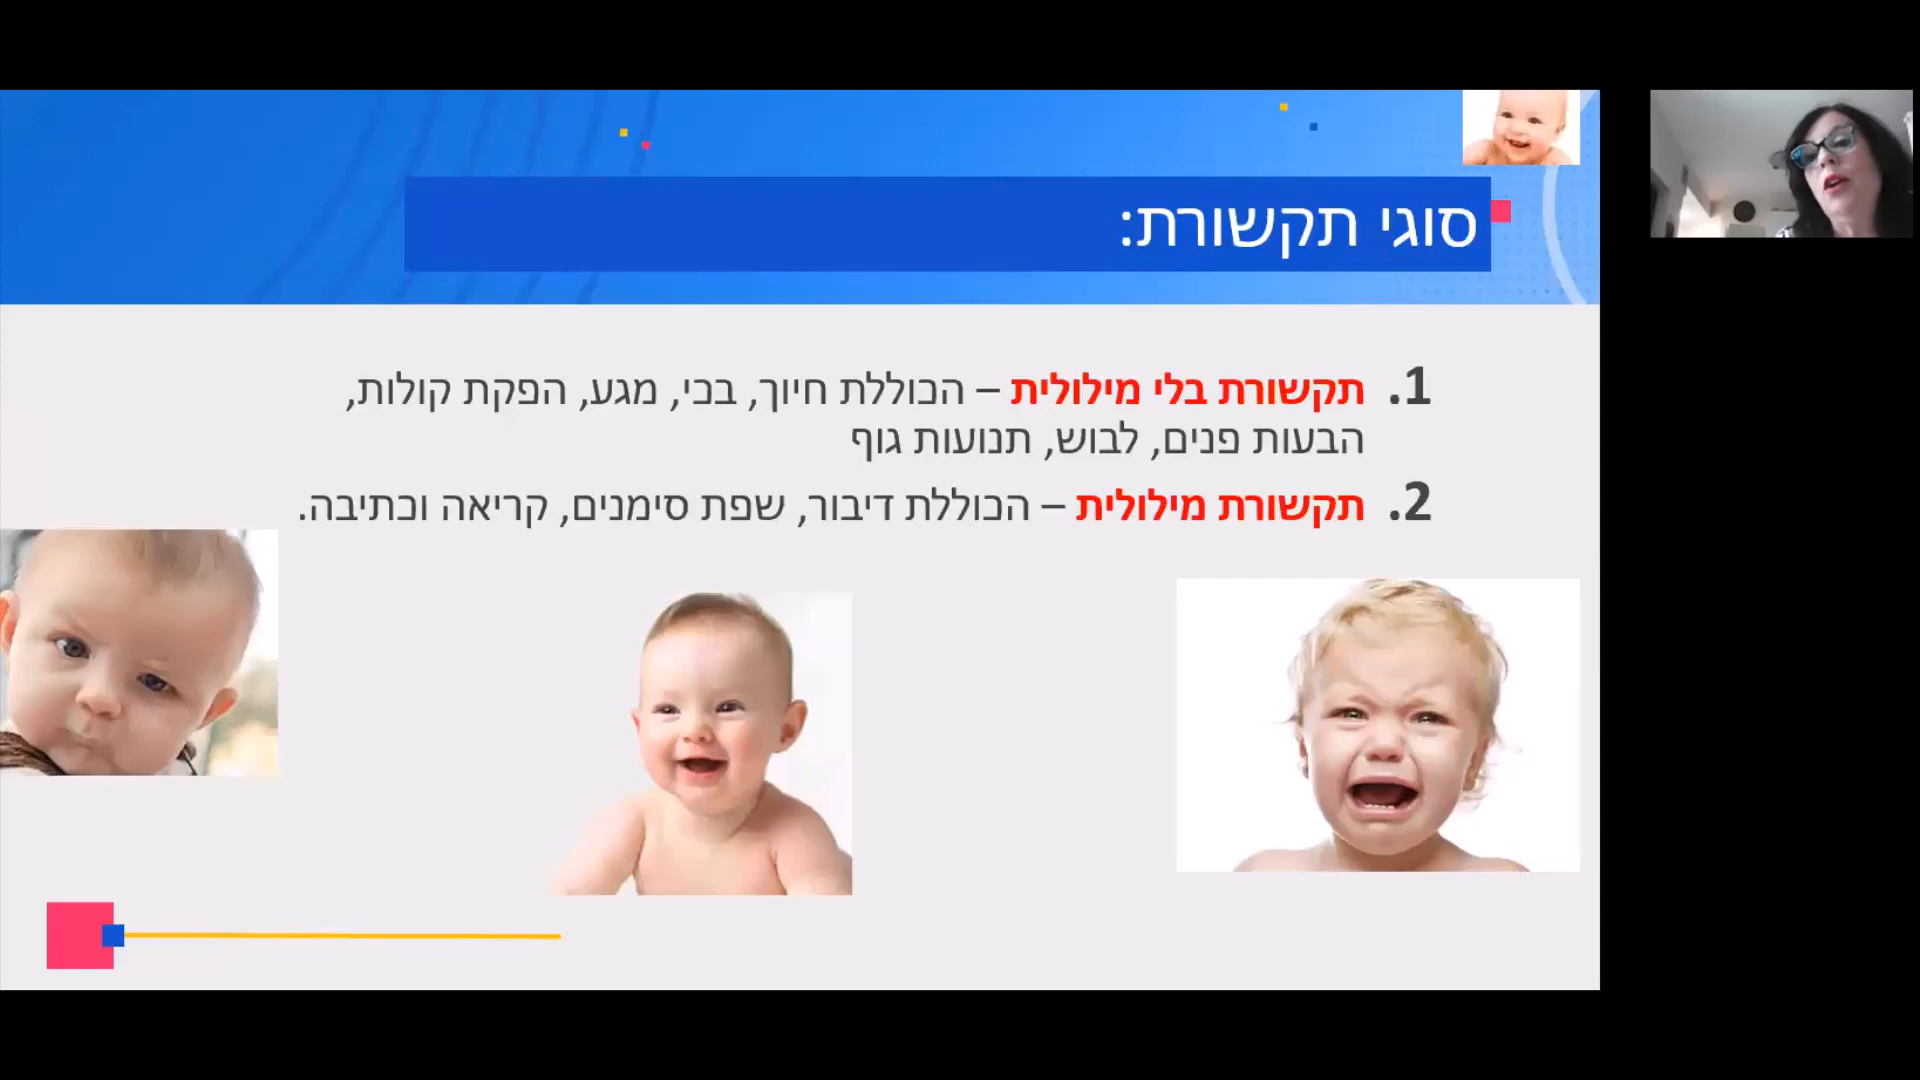 סוגי תקשורת:
1. תקשורת בלי מילולית – הכוללת חיוך, בכי, מגע, הפקת קולות,
הבעות פנים, לבוש, תנועות גוף
2. תקשורת מילולית – הכוללת דיבור, שפת סימנים, קריאה וכתיבה.